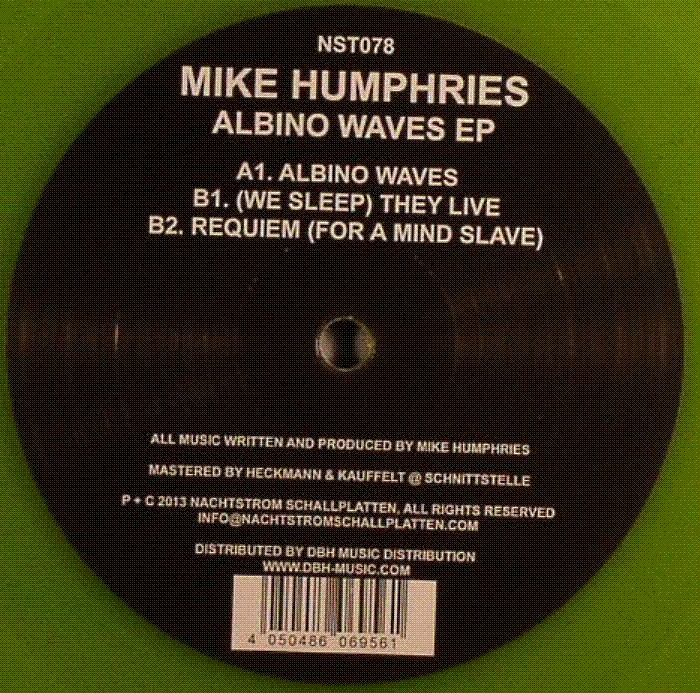 NST078
MIKE HUMPHRIES
ALBINO WAVES EP
A1. ALBINO WAVES
B1. (WE SLEEP) THEY LIVE
B2. REQUIEM (FOR A MIND SLAVE)
ALL MUSIC WRITTEN AND PRODUCED BY MIKE HUMPHRIES
MASTERED BY HECKMANN & KAUFFELT @ SCHNITTSTELLE
P + C 2013 NACHTSTROM SCHALLPLATTEN, ALL RIGHTS RESERVED
INFO@NACHTSTROMSCHALLPLATTEN.COM
DISTRIBUTED BY DBH MUSIC DISTRIBUTION
WWW.DBH-MUSIC.COM
4 050486 069561